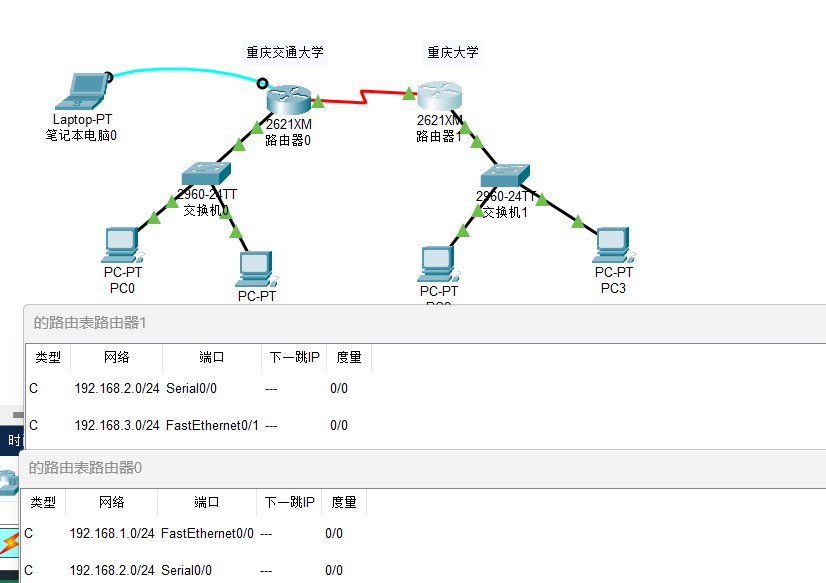 重庆交通大学
重庆大学
Laptop-PT
笔记本电脑0
2621XM
路由器0
2621XM
路由器1
2960-24TT
交换机0
2960-24TT
交换机1
PC-PT
PC0
PC-PT
PC-PT
PC-PT
PC3
的路由表路由器1
类型 网络 端口 下一跳IP 度量
C 192.168.2.0/24 Serial0/0 --- 0/0
C 192.168.3.0/24 FastEthernet0/1 --- 0/0
时
的路由表路由器0
类型 网络 端口 下一跳IP 度量
C 192.168.1.0/24 FastEthernet0/0 --- 0/0
C 192.168.2.0/24 Serial0/0 --- 0/0